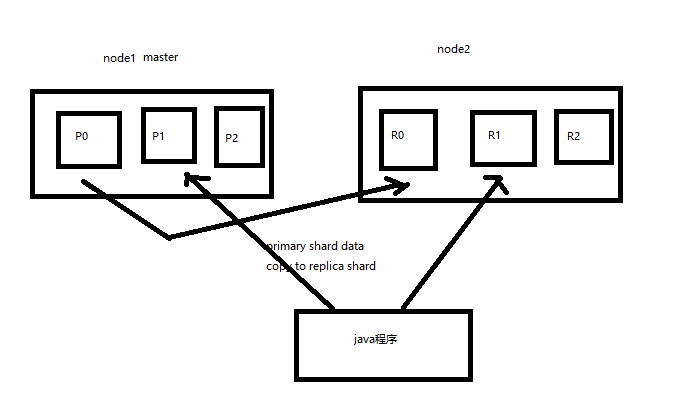 node1 master
node2
P0
P1
P2
R0
R1
R2
primary shard data
copy to replica shard
java程序